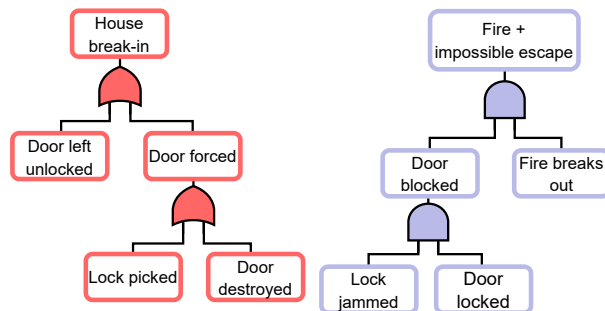 House
break-in
Door left
unlocked
Door forced
Lock picked
Door
destroyed
Fire +
impossible escape
Door
blocked
Fire breaks
out
Lock
jammed
Door
locked